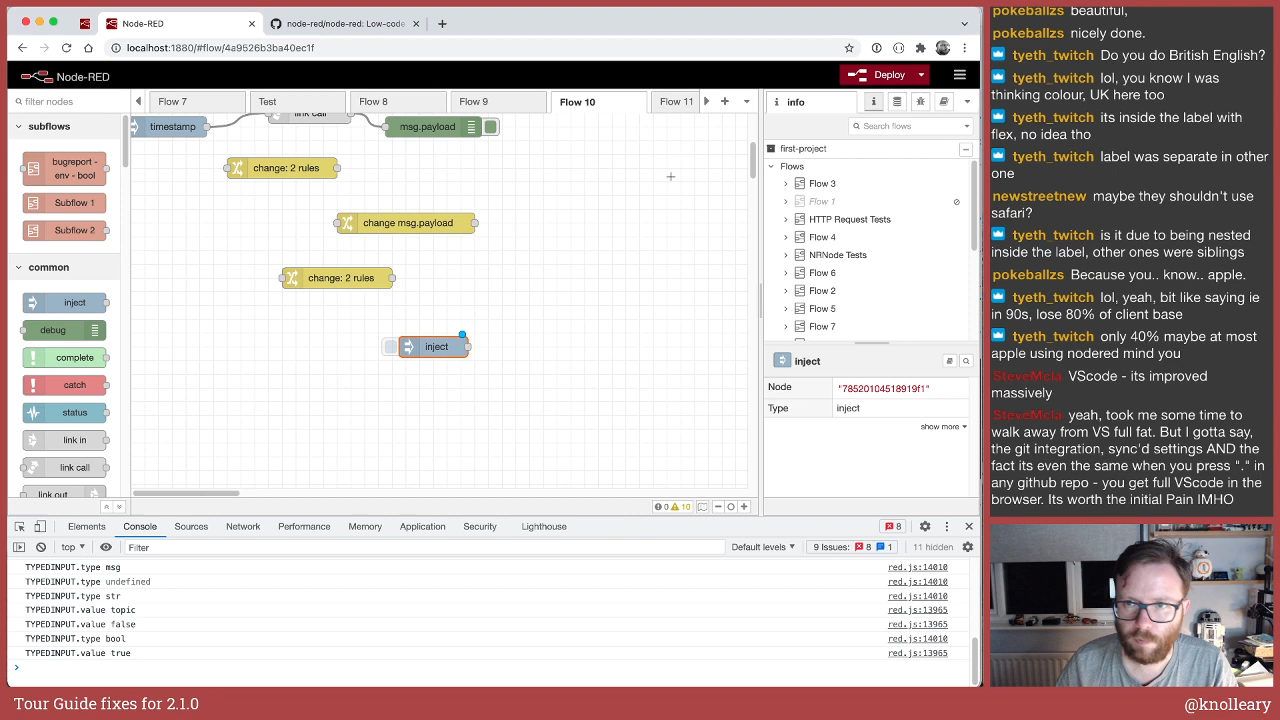 Node-RED
node-red/node-red: Low-code
localhost:1880/#flow/4a9526b3ba40ec1f
Node-RED
Deploy
filter nodes
Flow 7
Test
Flow 8
Flow 9
Flow 10
Flow 11
info
subflows
bugreport -
env - bool
Subflow 1
Subflow 2
common
inject
debug
complete
catch
status
link in
link call
link out
timestamp
link call
msg.payload
change: 2 rules
change msg.payload
change: 2 rules
inject
0
10
Search flows
first-project
Flows
Flow 3
Flow 1
HTTP Request Tests
Flow 4
NRNode Tests
Flow 6
Flow 2
Flow 5
Flow 7
inject
Node "78520104518919f1"
Type inject
show more
Elements Console Sources Network Performance Memory Application Security Lighthouse
8
top
Filter
Default levels
9 Issues: 8 1
11 hidden
TYPEDINPUT.type msg red.js:14010
TYPEDINPUT.type undefined red.js:14010
TYPEDINPUT.type str red.js:14010
TYPEDINPUT.value topic red.js:13965
TYPEDINPUT.value false red.js:13965
TYPEDINPUT.type bool red.js:14010
TYPEDINPUT.value true red.js:13965
pokeballzs beautiful,
pokeballzs nicely done.
tyeth_twitch Do you do British English?
tyeth_twitch lol, you know I was
thinking colour, UK here too
tyeth_twitch its inside the label with
flex, no idea tho
tyeth_twitch label was separate in other
one
newstreetnew maybe they shouldn't use
safari?
tyeth_twitch is it due to being nested
inside the label, other ones were siblings
pokeballzs Because you.. know.. apple.
tyeth_twitch lol, yeah, bit like saying ie
in 90s, lose 80% of client base
tyeth_twitch only 40% maybe at most
apple using nodered mind you
SteveMcla VScode - its improved
massively
SteveMcla yeah, took me some time to
walk away from VS full fat. But I gotta say,
the git integration, sync'd settings AND the
fact its even the same when you press "." in
any github repo - you get full VScode in the
browser. Its worth the initial Pain IMHO
Tour Guide fixes for 2.1.0
@knolleary